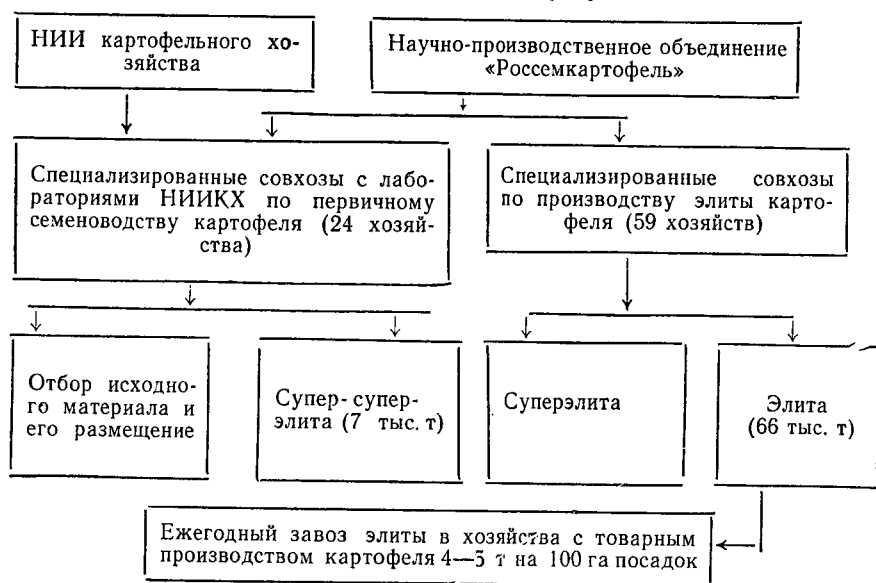 НИИ картофельного хо-
зяйства
Научно-производственное объединение
«Россемкартофель»
Специализированные совхозы с лабо-
раториями НИИКХ по первичному
семеноводству картофеля (24 хозяй-
ства)
Специализированные совхозы
по производству элиты карто-
феля (59 хозяйств)
Отбор исходно-
го материала и
его размещение
Супер-супер-
элита (7 тыс. т)
Суперэлита
Элита
(66 тыс. т)
Ежегодный завоз элиты в хозяйства с товарным
производством картофеля 4—5 т на 100 га посадок